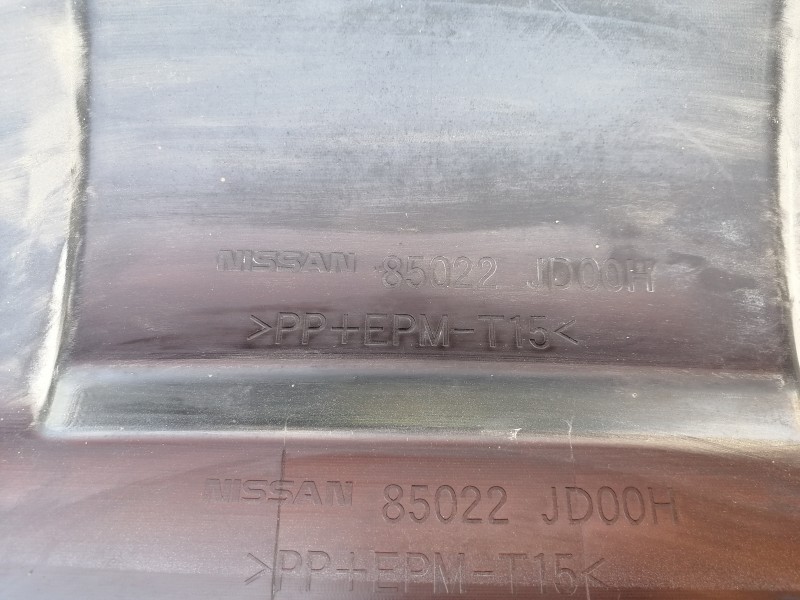 NISSAN 85022 JD00H
>PP+EPM-T15<
NISSAN 85022 JD00H
>PP+EPM-T15<